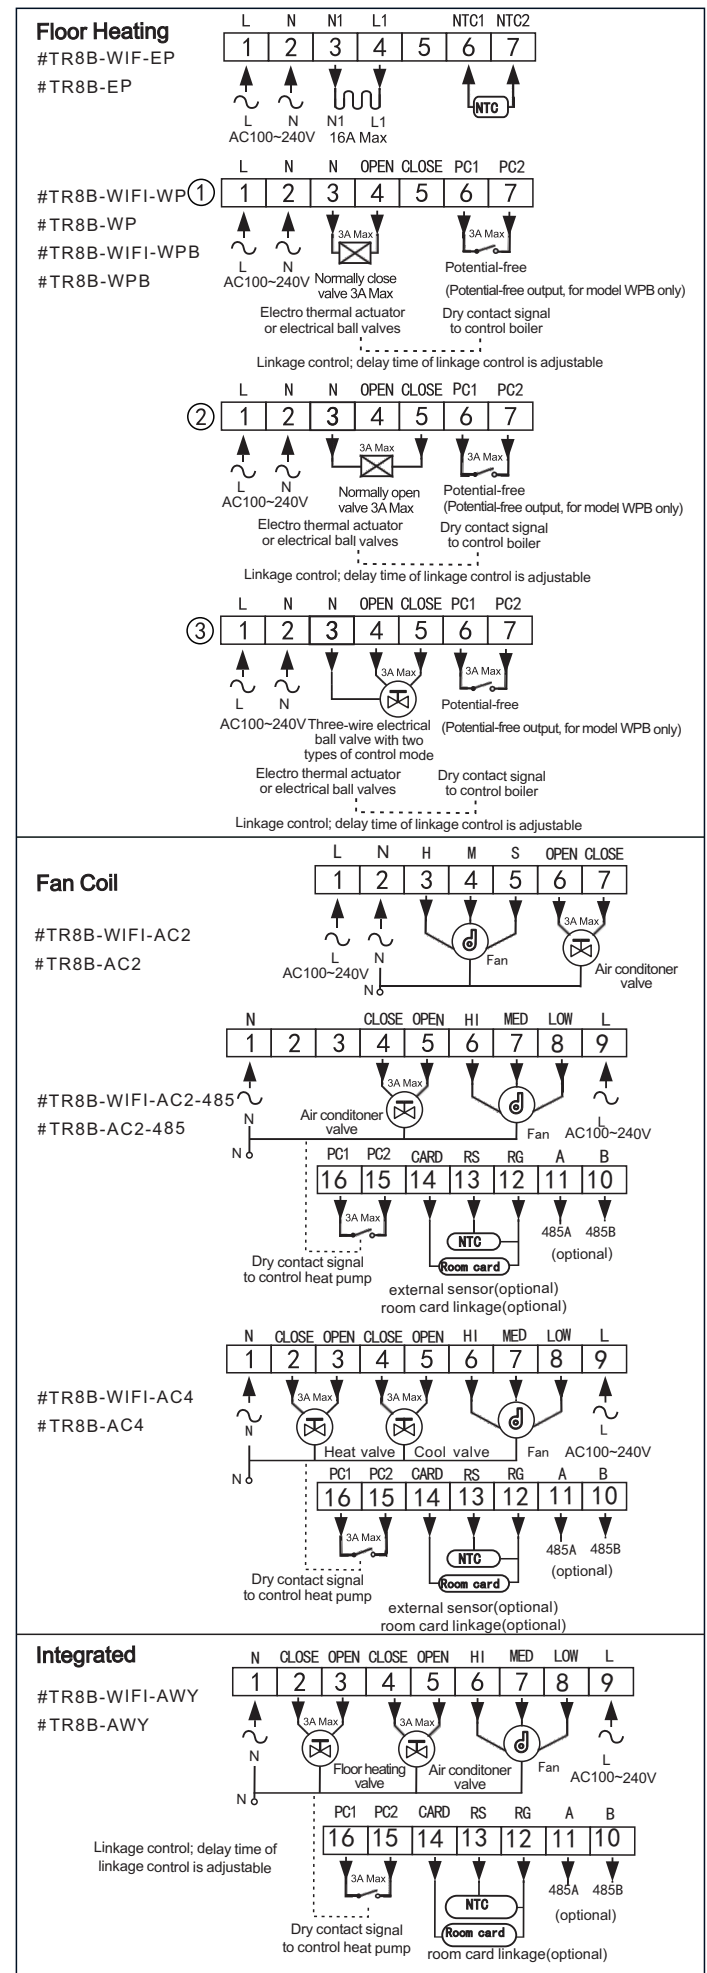 Floor Heating
#TR8B-WIF-EP
#TR8B-EP
L N N1 L1 NTC1 NTC2
1 2 3 4 5 6 7
NTC
L N N1 L1
AC100~240V 16A Max
#TR8B-WIFI-WP
#TR8B-WP
#TR8B-WIFI-WPB
#TR8B-WPB
①
L N N OPEN CLOSE PC1 PC2
1 2 3 4 5 6 7
3A Max 3A Max
L N
AC100~240V
Normally close
valve 3A Max
Potential-free
(Potential-free output, for model WPB only)
Electro thermal actuator
or electrical ball valves
Dry contact signal
to control boiler
Linkage control; delay time of linkage control is adjustable
②
L N N OPEN CLOSE PC1 PC2
1 2 3 4 5 6 7
3A Max 3A Max
L N
AC100~240V
Normally open
valve 3A Max
Potential-free
(Potential-free output, for model WPB only)
Electro thermal actuator
or electrical ball valves
Dry contact signal
to control boiler
Linkage control; delay time of linkage control is adjustable
③
L N N OPEN CLOSE PC1 PC2
1 2 3 4 5 6 7
3A Max 3A Max
L N
AC100~240V
Three-wire electrical
ball valve with two
types of control mode
Potential-free
(Potential-free output, for model WPB only)
Electro thermal actuator
or electrical ball valves
Dry contact signal
to control boiler
Linkage control; delay time of linkage control is adjustable
Fan Coil
#TR8B-WIFI-AC2
#TR8B-AC2
L N H M S OPEN CLOSE
1 2 3 4 5 6 7
3A Max
L N
AC100~240V
N
Fan
Air conditoner
valve
#TR8B-WIFI-AC2-485
#TR8B-AC2-485
N CLOSE OPEN HI MED LOW L
1 2 3 4 5 6 7 8 9
3A Max
N
N
Air conditoner
valve
Fan
L
AC100~240V
PC1 PC2 CARD RS RG A B
16 15 14 13 12 11 10
3A Max
NTC
Room card
485A 485B
(optional)
Dry contact signal
to control heat pump
external sensor(optional)
room card linkage(optional)
#TR8B-WIFI-AC4
#TR8B-AC4
N CLOSE OPEN CLOSE OPEN HI MED LOW L
1 2 3 4 5 6 7 8 9
3A Max 3A Max
N
N
Heat valve Cool valve Fan
L
AC100~240V
PC1 PC2 CARD RS RG A B
16 15 14 13 12 11 10
3A Max
NTC
Room card
485A 485B
(optional)
Dry contact signal
to control heat pump
external sensor(optional)
room card linkage(optional)
Integrated
#TR8B-WIFI-AWY
#TR8B-AWY
N CLOSE OPEN CLOSE OPEN HI MED LOW L
1 2 3 4 5 6 7 8 9
3A Max 3A Max
N
N
Floor heating
valve
Air conditoner
valve
Fan
L
AC100~240V
PC1 PC2 CARD RS RG A B
16 15 14 13 12 11 10
Linkage control; delay time of
linkage control is adjustable
3A Max
NTC
Room card
485A 485B
(optional)
Dry contact signal
to control heat pump
room card linkage(optional)